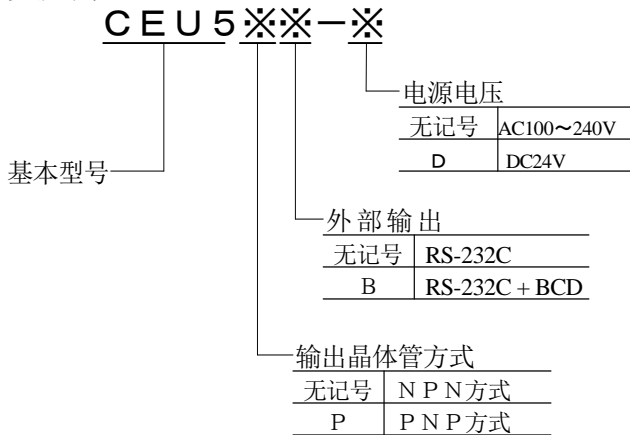 CEU5※※-※
电源电压
无记号 AC100～240V
D DC24V
基本型号
外部输出
无记号 RS-232C
B RS-232C + BCD
输出晶体管方式
无记号 NPN方式
P PNP方式